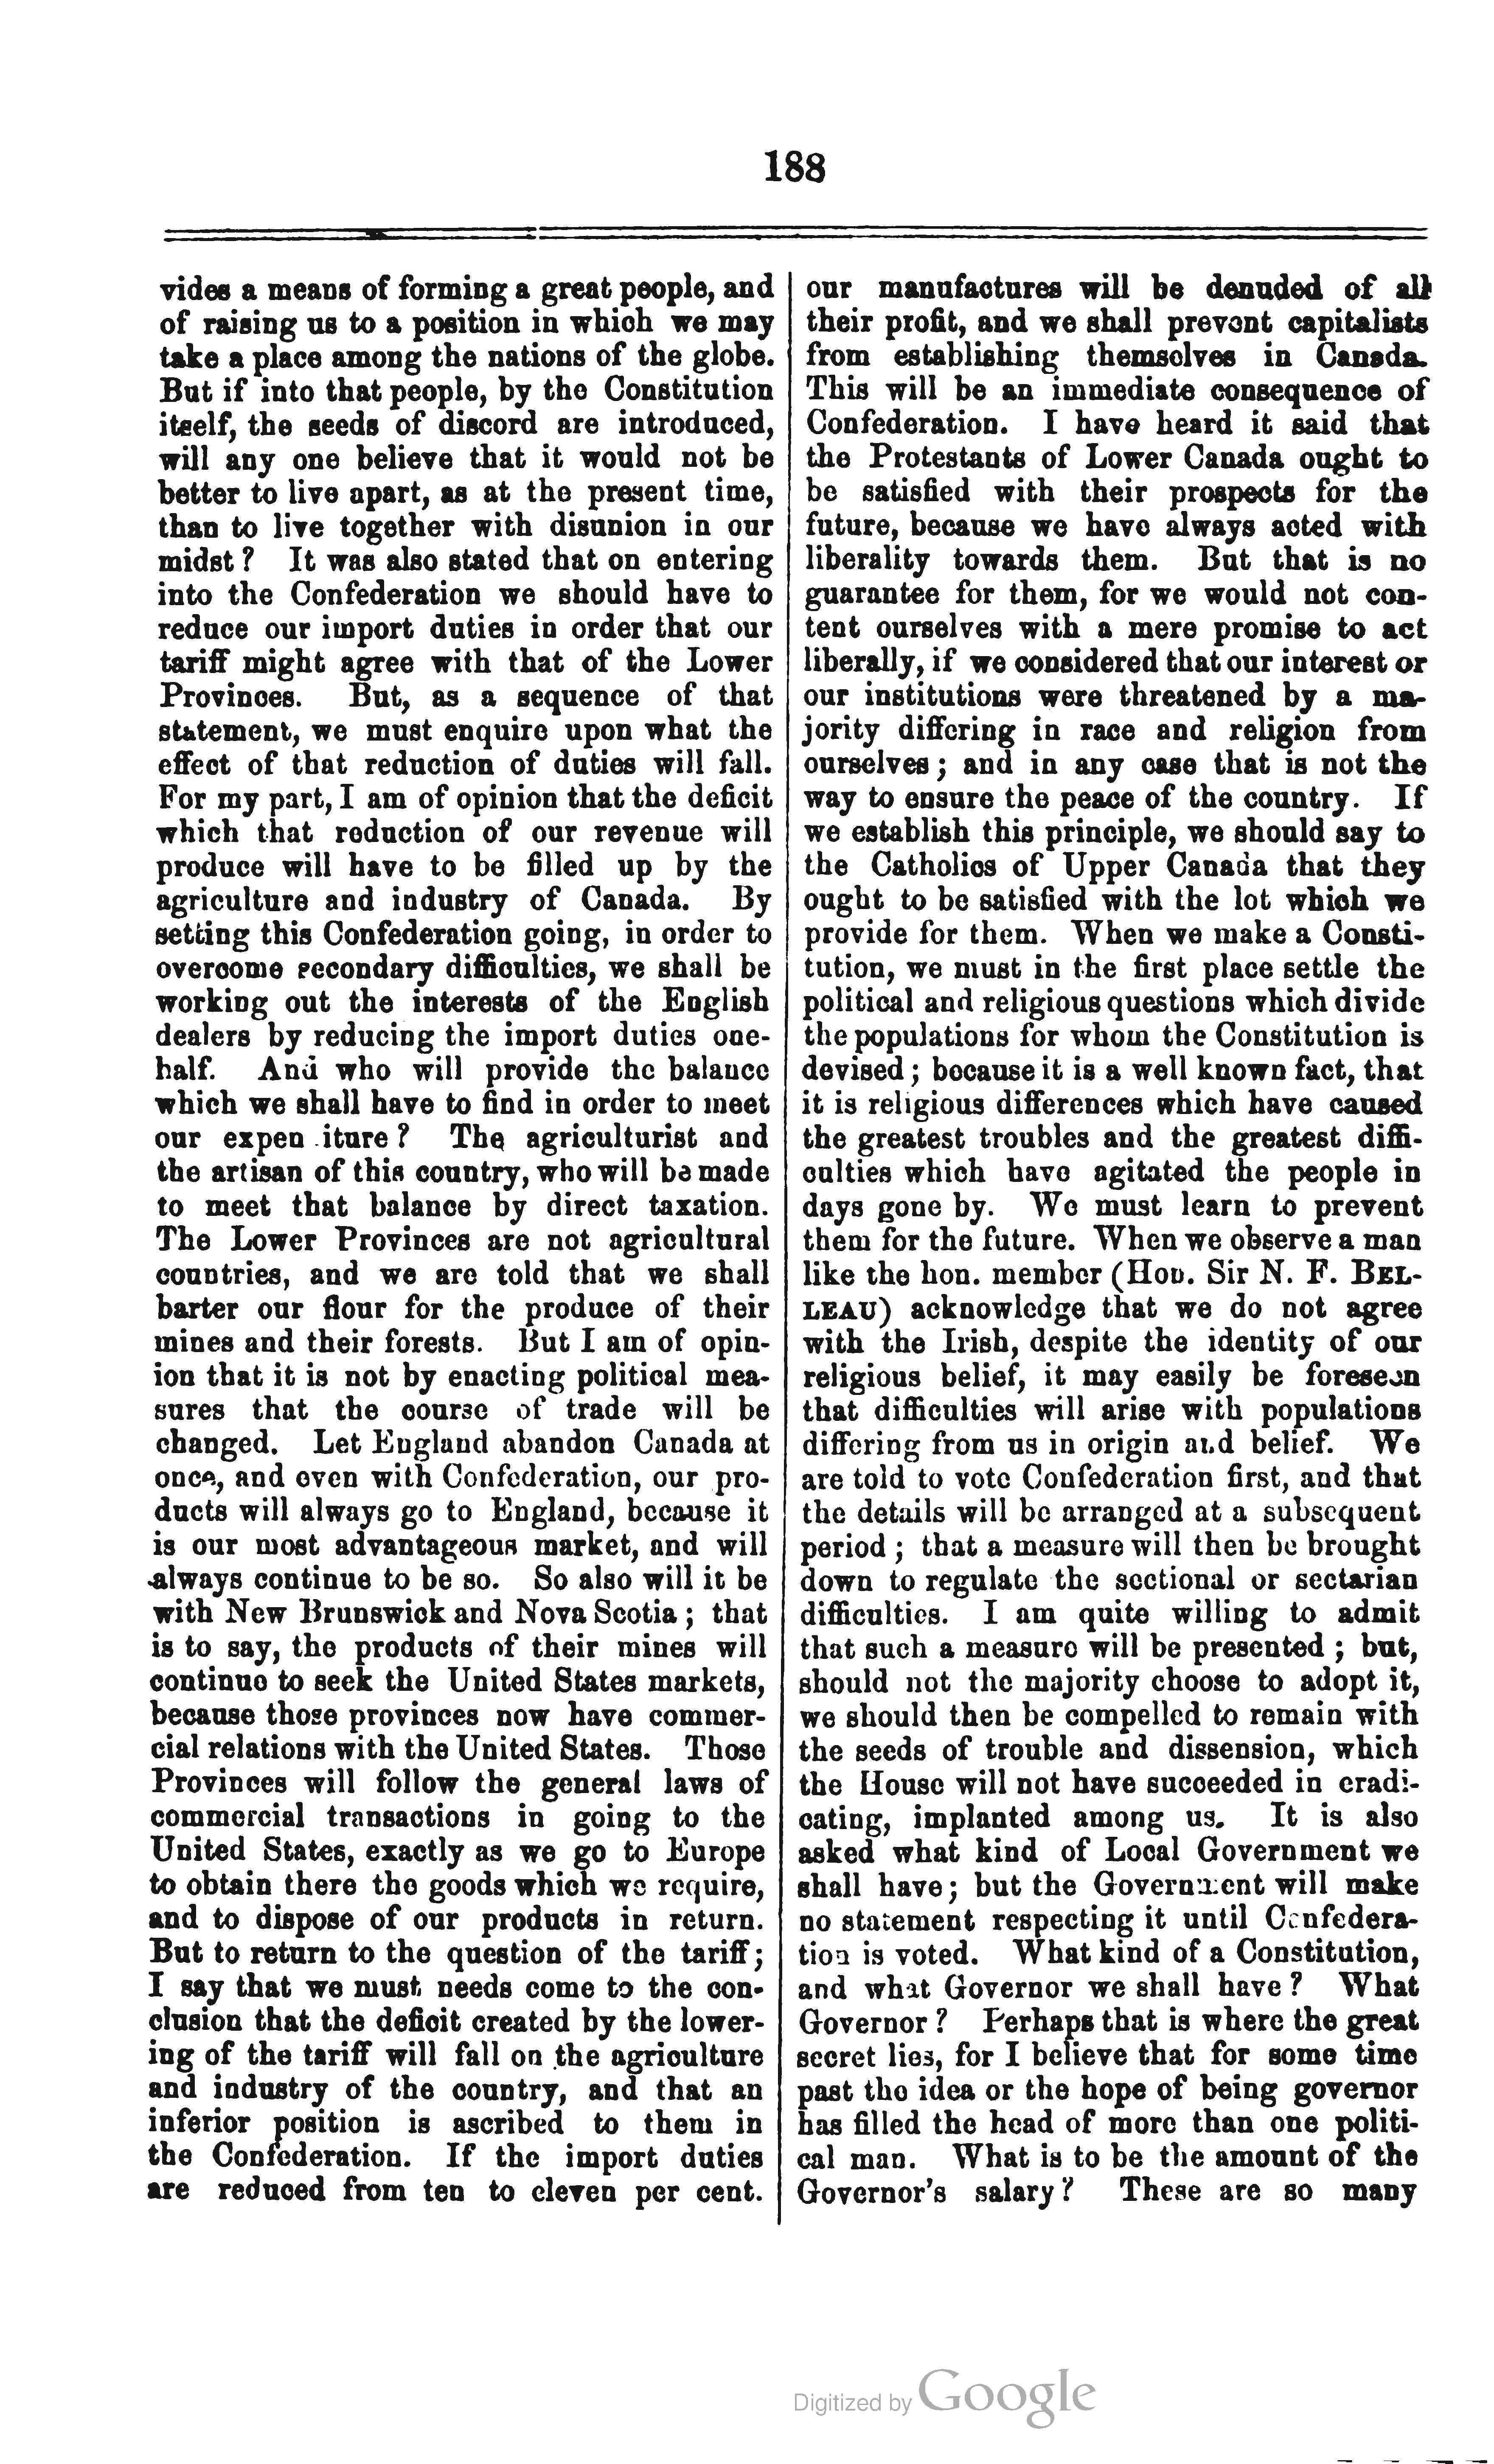 188
vides a means of forming a great people, and
of raising us to a position in which we may
take a place among the nations of the globe.
But if into that people, by the Constitution
itself, the seeds of discord are introduced,
will any one believe that it would not be
better to live apart, as at the present time,
than to live together with disunion in our
midst ? It was also stated that on entering
into the Confederation we should have to
reduce our import duties in order that our
tariff might agree with that of the Lower
Provinces. But, as a sequence of that
statement, we must enquire upon what the
effect of that reduction of duties will fall.
For my part, I am of opinion that the deficit
which that reduction of our revenue will
produce will have to be filled up by the
agriculture and industry of Canada. By
setting this Confederation going, in order to
overcome secondary difficulties, we shall be
working out the interests of the English
dealers by reducing the import duties one-
half. And who will provide the balance
which we shall have to find in order to meet
our expen iture ? The agriculturist and
the artisan of this country, who will be made
to meet that balance by direct taxation.
The Lower Provinces are not agricultural
countries, and we are told that we shall
barter our flour for the produce of their
mines and their forests. But I am of opin-
ion that it is not by enacting political mea-
sures that the course of trade will be
changed. Let England abandon Canada at
once, and even with Confederation, our pro-
ducts will always go to England, because it
is our most advantageous market, and will
always continue to be so. So also will it be
with New Brunswick and Nova Scotia ; that
is to say, the products of their mines will
continue to seek the United States markets,
because those provinces now have commer-
cial relations with the United States. Those
Provinces will follow the general laws of
commercial transactions in going to the
United States, exactly as we go to Europe
to obtain there the goods which we require,
and to dispose of our products in return.
But to return to the question of the tariff ;
I say that we must needs come to the con-
clusion that the deficit created by the lower-
ing of the tariff will fall on the agriculture
and industry of the country, and that an
inferior position is ascribed to them in
the Confederation. If the import duties
are reduced from ten to eleven per cent.
our manufactures will be denuded of all
their profit, and we shall prevent capitalists
from establishing themselves in Canada.
This will be an immediate consequence of
Confederation. I have heard it said that
the Protestants of Lower Canada ought to
be satisfied with their prospects for the
future, because we have always acted with
liberality towards them. But that is no
guarantee for them, for we would not con-
tent ourselves with a mere promise to act
liberally, if we considered that our interest or
our institutions were threatened by a ma-
jority differing in race and religion from
ourselves ; and in any case that is not the
way to ensure the peace of the country. If
we establish this principle, we should say to
the Catholics of Upper Canada that they
ought to be satisfied with the lot which we
provide for them. When we make a Consti-
tution, we must in the first place settle the
political and religious questions which divide
the populations for whom the Constitution is
devised ; because it is a well known fact, that
it is religious differences which have caused
the greatest troubles and the greatest diffi-
culties which have agitated the people in
days gone by. We must learn to prevent
them for the future. When we observe a man
like the hon. member (Hon. Sir N. F. BEL-
LEAU) acknowledge that we do not agree
with the Irish, despite the identity of our
religious belief, it may easily be foreseen
that difficulties will arise with populations
differing from us in origin and belief. We
are told to vote Confederation first, and that
the details will be arranged at a subsequent
period ; that a measure will then be brought
down to regulate the sectional or sectarian
difficulties. I am quite willing to admit
that such a measure will be presented ; but,
should not the majority choose to adopt it,
we should then be compelled to remain with
the seeds of trouble and dissension, which
the House will not have succeeded in eradi-
cating, implanted among us. It is also
asked what kind of Local Government we
shall have ; but the Government will make
no statement respecting it until Confedera-
tion is voted. What kind of a Constitution,
and what Governor we shall have ? What
Governor ? Perhaps that is where the great
secret lies, for I believe that for some time
past the idea or the hope of being governor
has filled the head of more than one politi-
cal man. What is to be the amount of the
Governor's salary ? These are so many
Digitized by Google